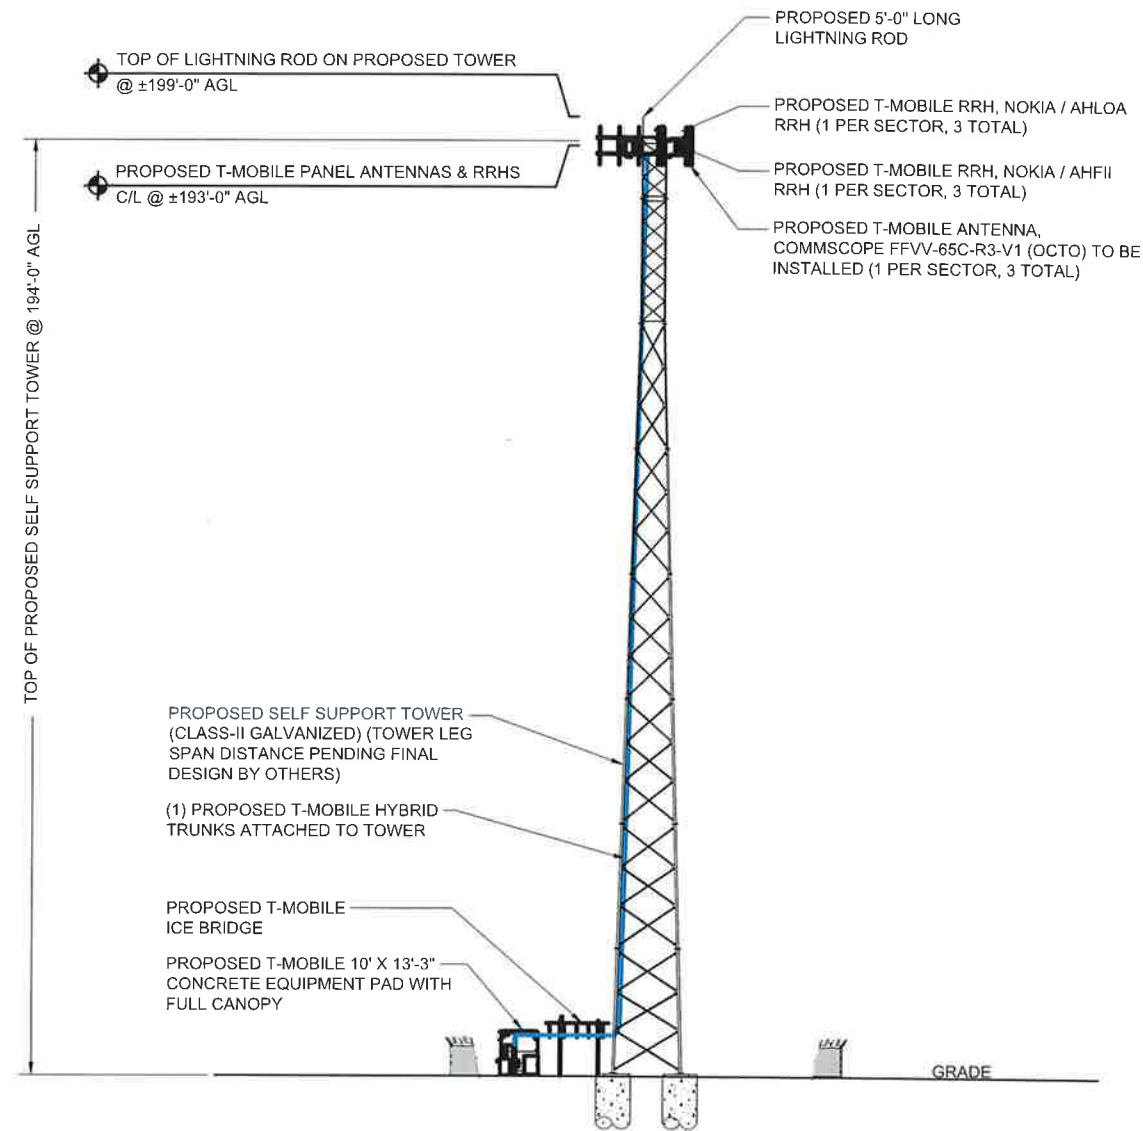 PROPOSED 5'-0" LONG
LIGHTNING ROD
TOP OF LIGHTNING ROD ON PROPOSED TOWER
@ ±199'-0" AGL
PROPOSED T-MOBILE RRH, NOKIA / AHLOA
RRH (1 PER SECTOR, 3 TOTAL)
PROPOSED T-MOBILE PANEL ANTENNAS & RRHS
C/L @ ±193'-0" AGL
PROPOSED T-MOBILE RRH, NOKIA / AHFII
RRH (1 PER SECTOR, 3 TOTAL)
PROPOSED T-MOBILE ANTENNA,
COMMSCOPE FFVV-65C-R3-V1 (OCTO) TO BE
INSTALLED (1 PER SECTOR, 3 TOTAL)
TOP OF PROPOSED SELF SUPPORT TOWER @ 194'-0" AGL
PROPOSED SELF SUPPORT TOWER
(CLASS-II GALVANIZED) (TOWER LEG
SPAN DISTANCE PENDING FINAL
DESIGN BY OTHERS)
(1) PROPOSED T-MOBILE HYBRID
TRUNKS ATTACHED TO TOWER
PROPOSED T-MOBILE
ICE BRIDGE
PROPOSED T-MOBILE 10' X 13'-3"
CONCRETE EQUIPMENT PAD WITH
FULL CANOPY
GRADE